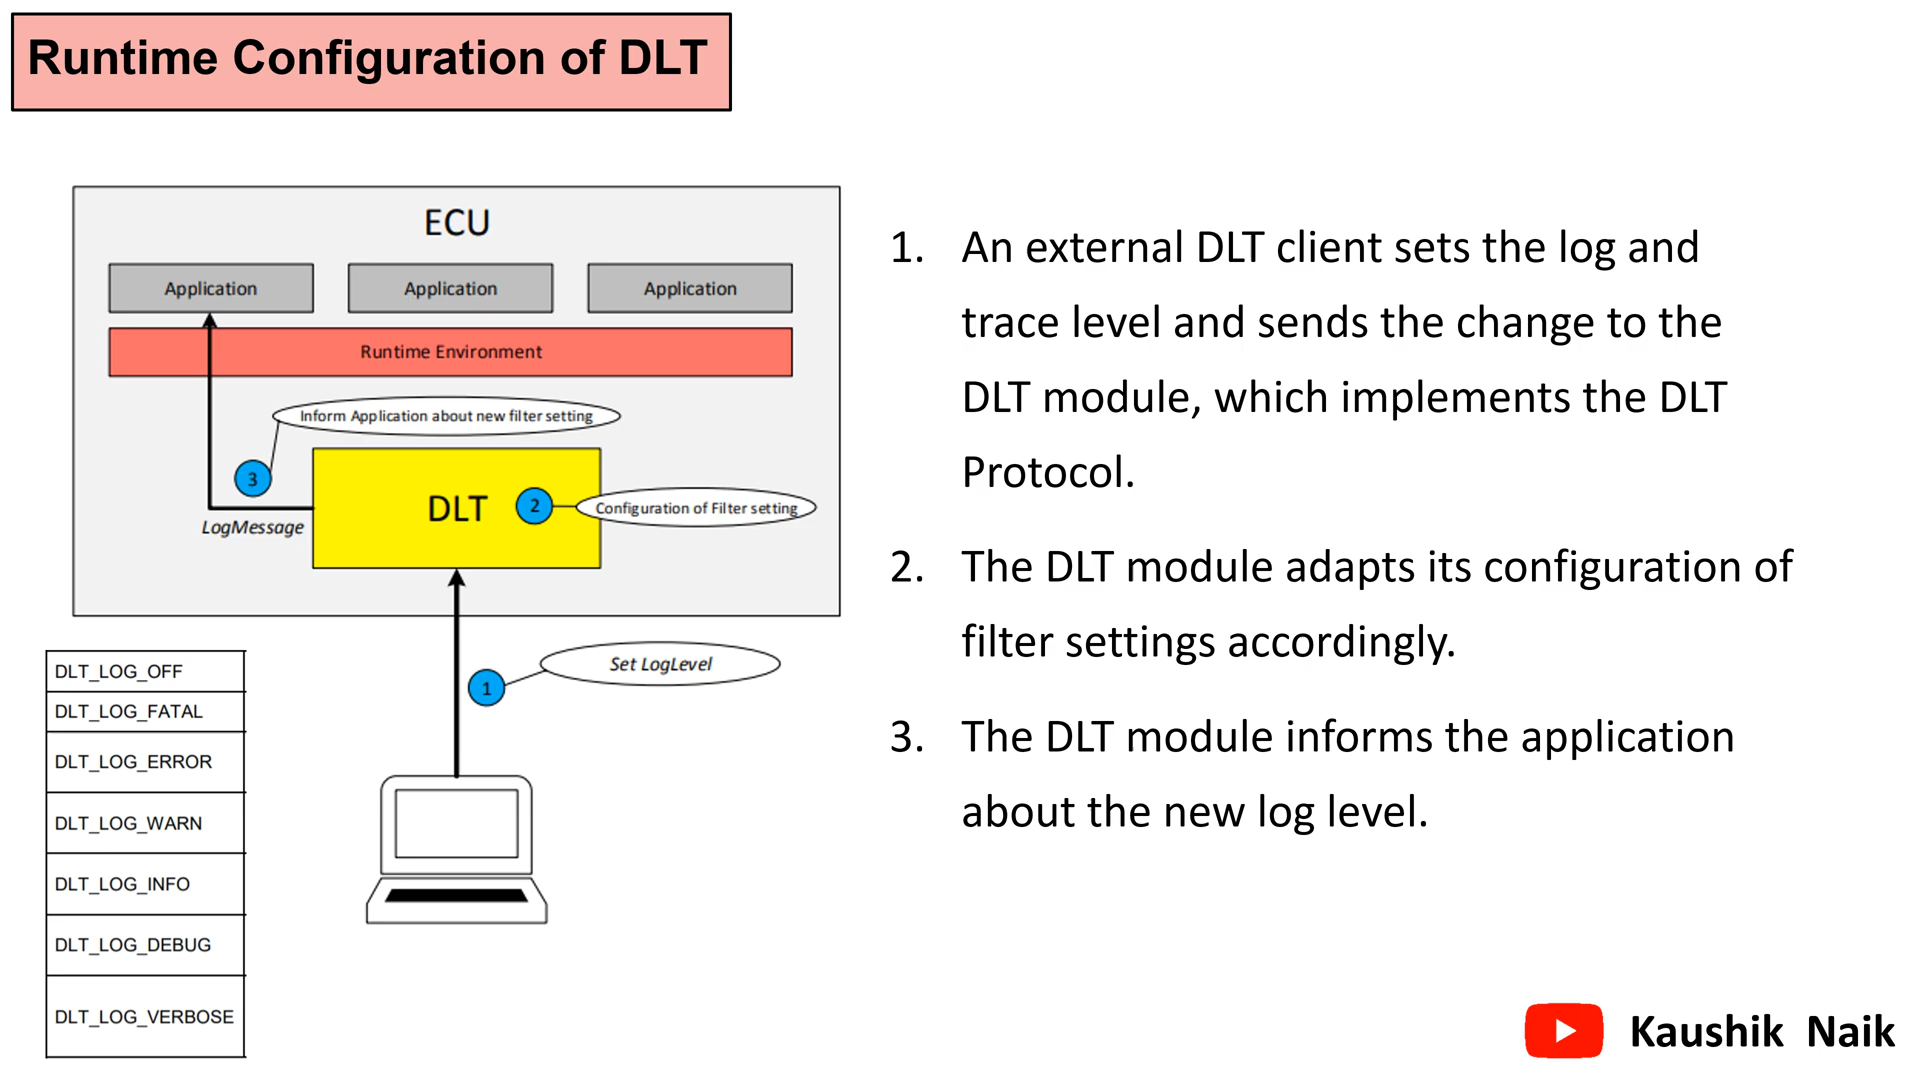 Runtime Configuration of DLT
ECU
Application
Application
Application
Runtime Environment
Inform Application about new filter setting
3
DLT
2
Configuration of Filter setting
LogMessage
1
Set LogLevel
DLT_LOG_OFF
DLT_LOG_FATAL
DLT_LOG_ERROR
DLT_LOG_WARN
DLT_LOG_INFO
DLT_LOG_DEBUG
DLT_LOG_VERBOSE
1. An external DLT client sets the log and
trace level and sends the change to the
DLT module, which implements the DLT
Protocol.
2. The DLT module adapts its configuration of
filter settings accordingly.
3. The DLT module informs the application
about the new log level.
Kaushik Naik